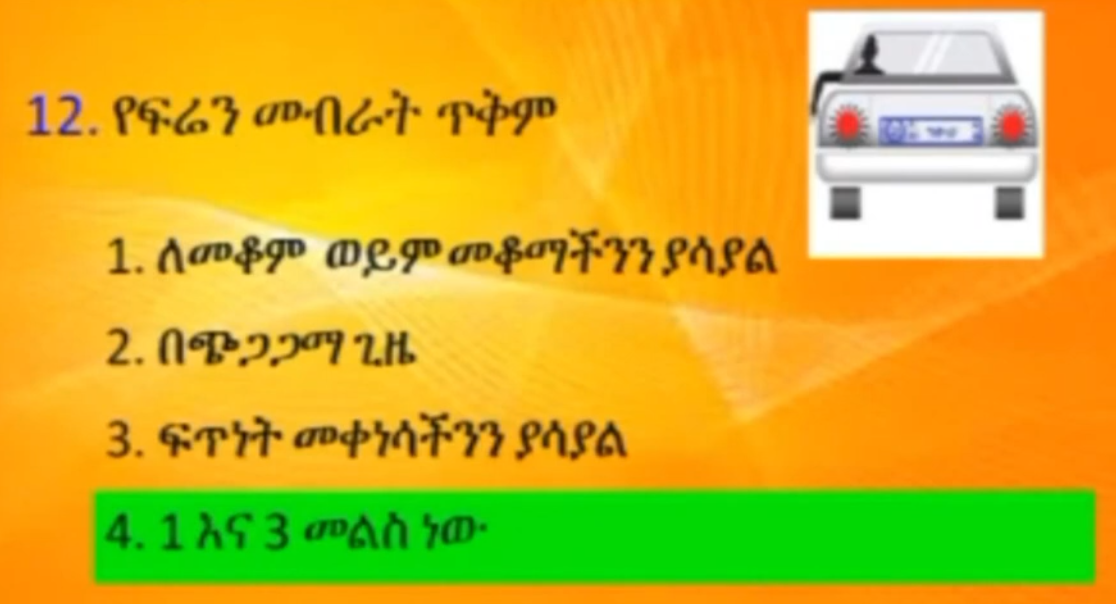 12. የፍሬን መብራት ጥቅም
1. ለመቆም ወይም መቆማችንን ያሳያል
2. በጭጋጋማ ጊዜ
3. ፍጥነት መቀነሳችንን ያሳያል
4. 1 እና 3 መልስ ነው